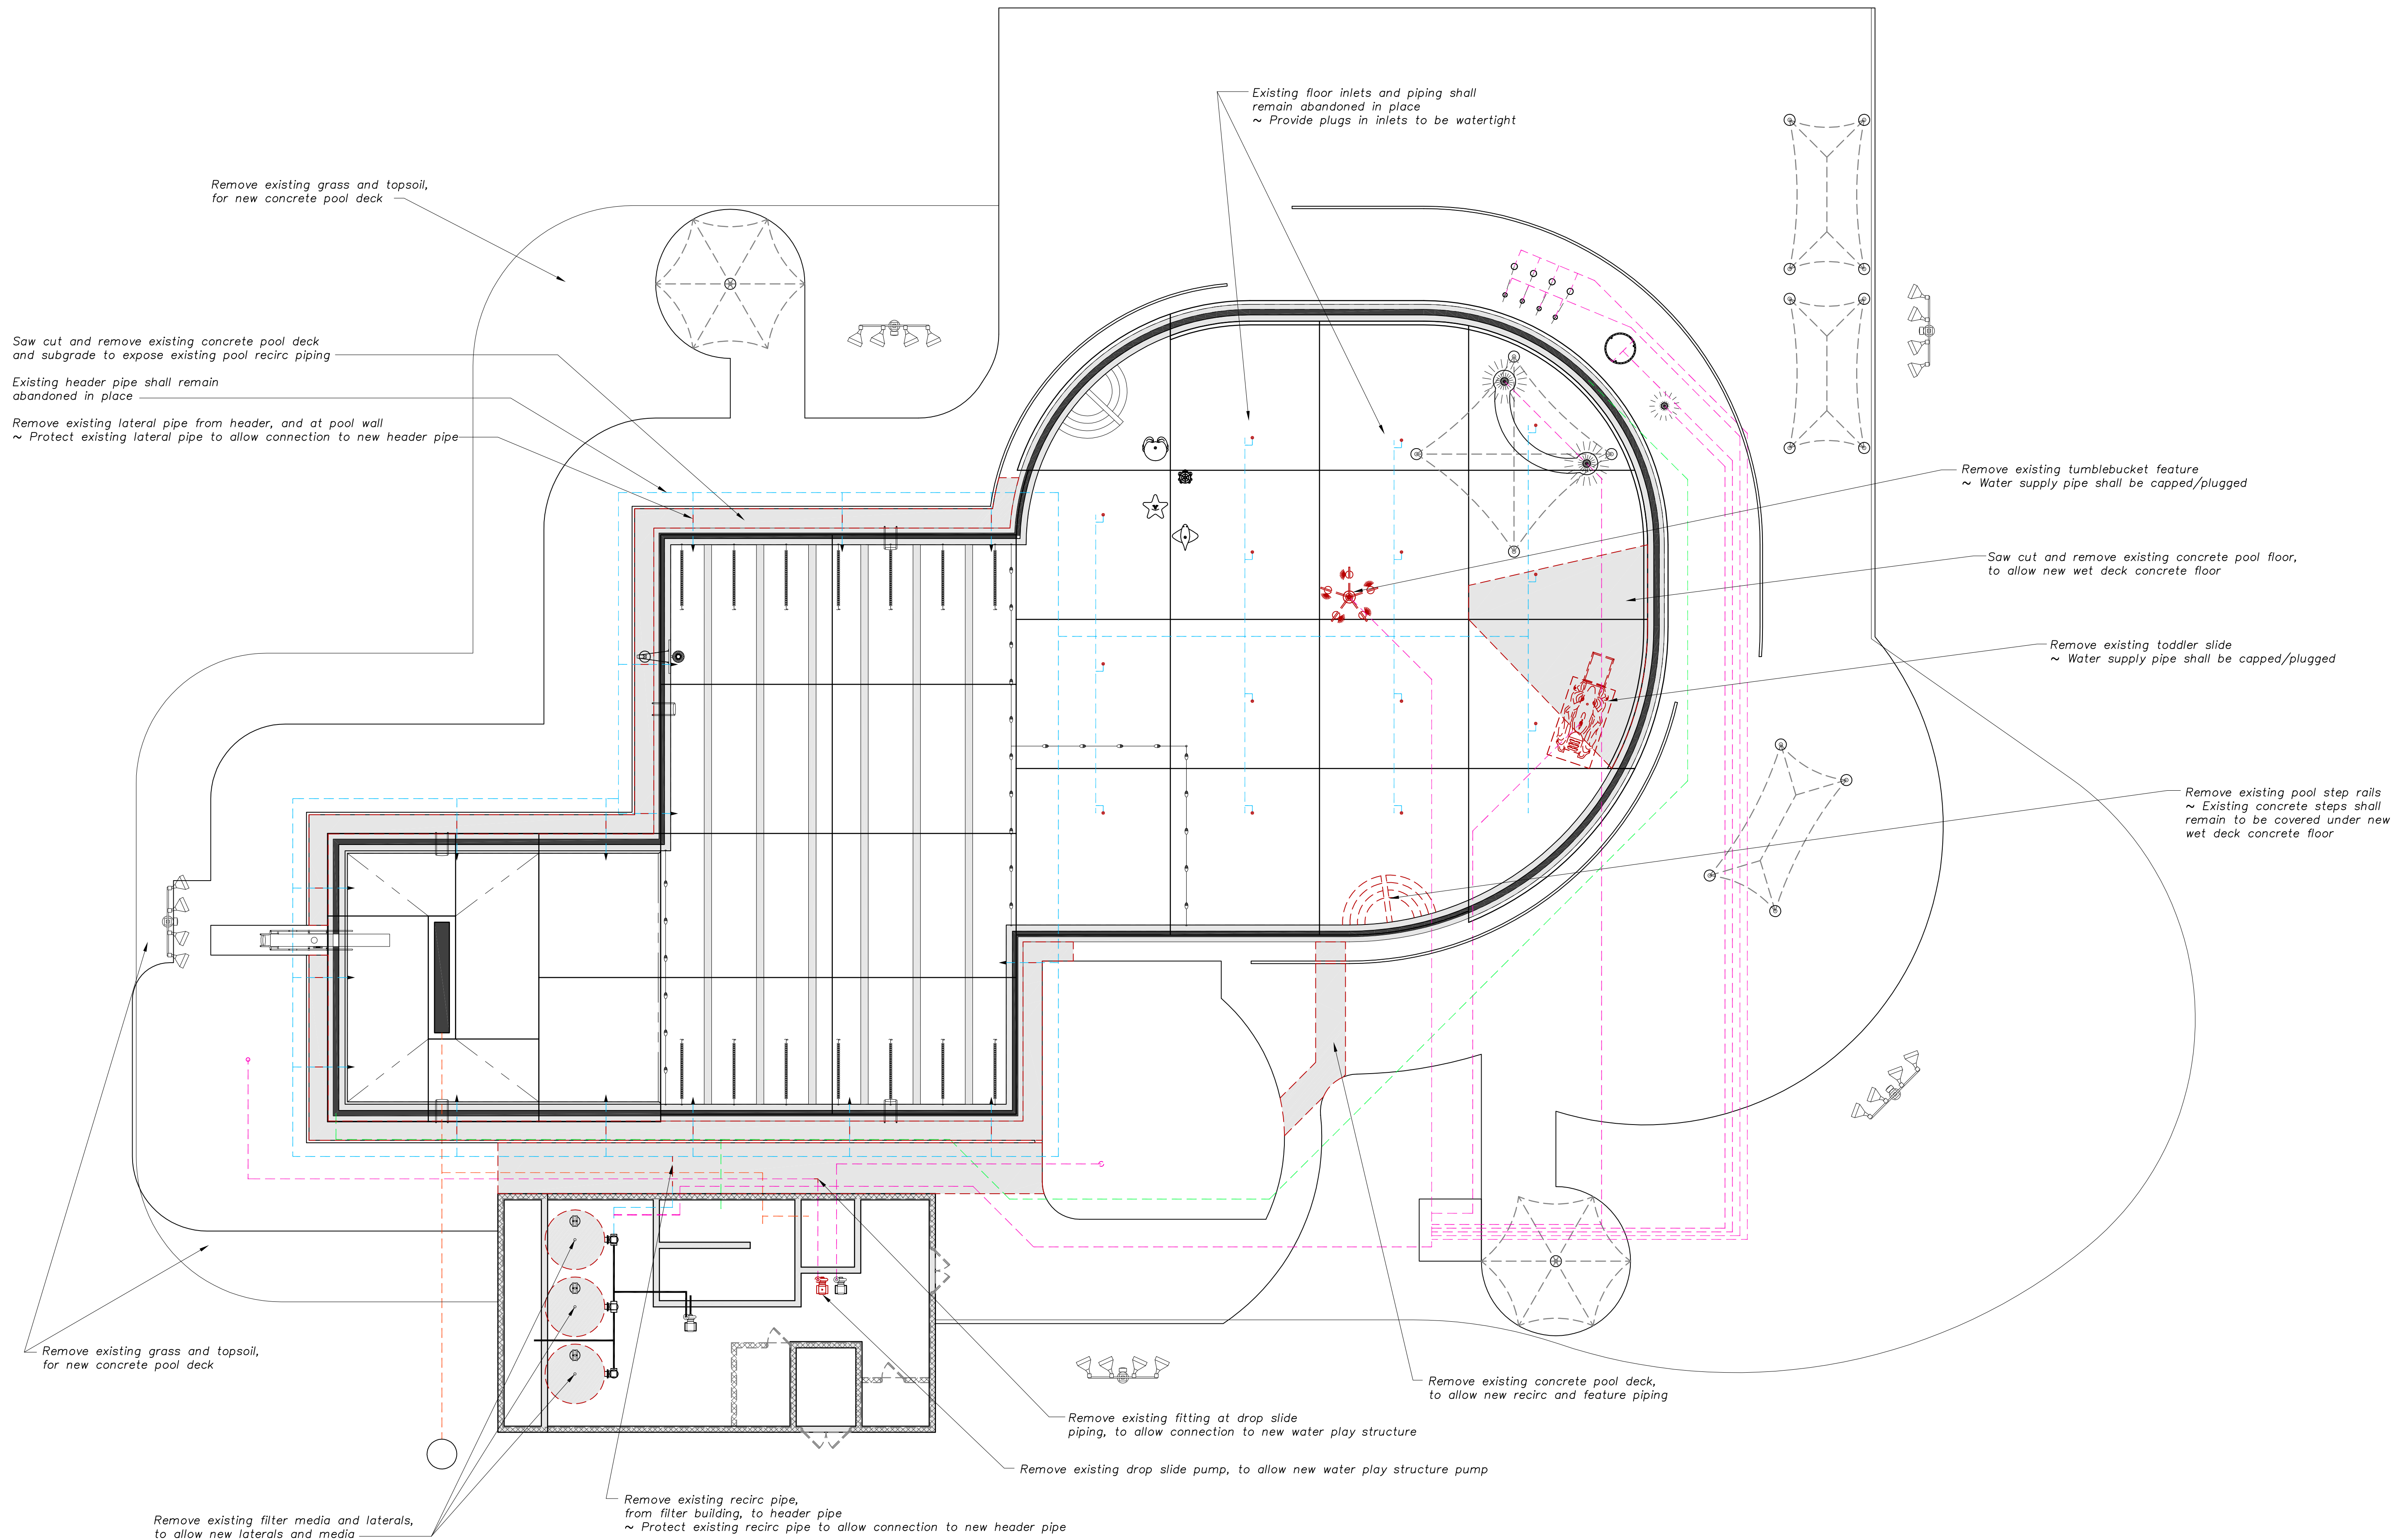 Existing floor inlets and piping shall
remain abandoned in place
~ Provide plugs in inlets to be watertight
Remove existing grass and topsoil,
for new concrete pool deck
Saw cut and remove existing concrete pool deck
and subgrade to expose existing pool recirc piping
Existing header pipe shall remain
abandoned in place
Remove existing lateral pipe from header, and at pool wall
~ Protect existing lateral pipe to allow connection to new header pipe
Remove existing tumblebucket feature
~ Water supply pipe shall be capped/plugged
Saw cut and remove existing concrete pool floor,
to allow new wet deck concrete floor
Remove existing toddler slide
~ Water supply pipe shall be capped/plugged
Remove existing pool step rails
~ Existing concrete steps shall
remain to be covered under new
wet deck concrete floor
Remove existing grass and topsoil,
for new concrete pool deck
Remove existing concrete pool deck,
to allow new recirc and feature piping
Remove existing fitting at drop slide
piping, to allow connection to new water play structure
Remove existing drop slide pump, to allow new water play structure pump
Remove existing recirc pipe,
from filter building, to header pipe
~ Protect existing recirc pipe to allow connection to new header pipe
Remove existing filter media and laterals,
to allow new laterals and media